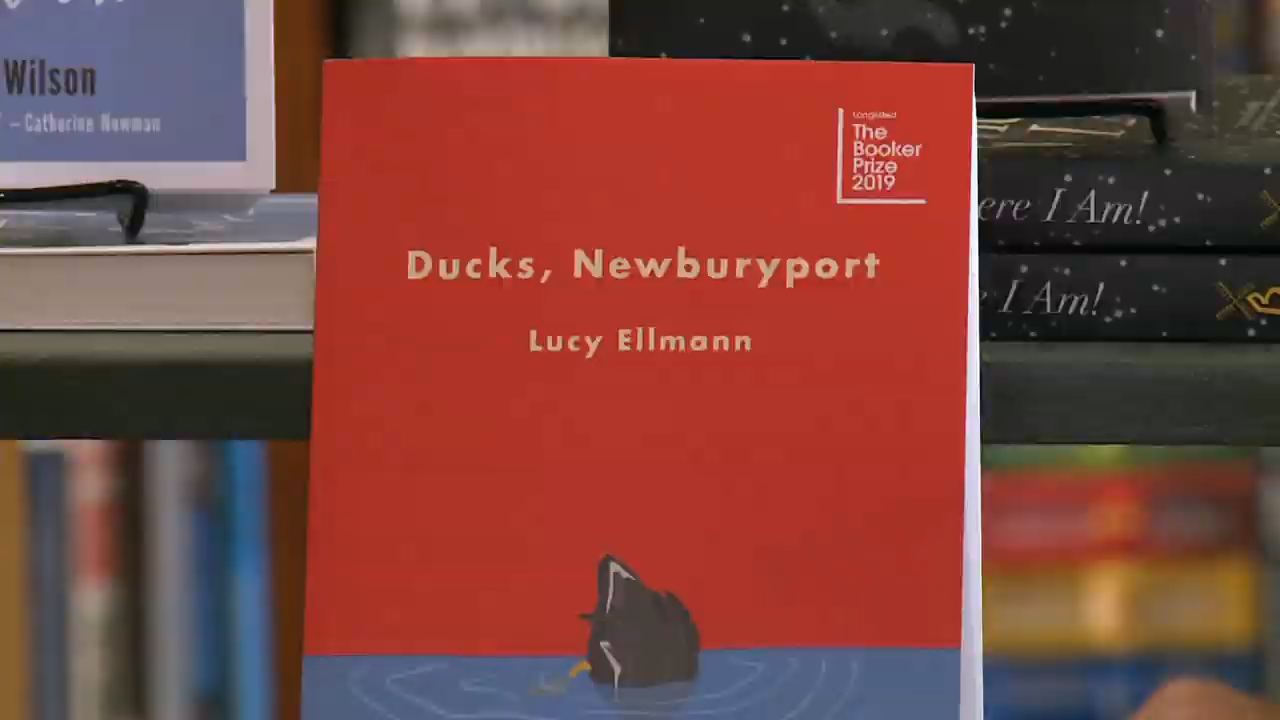 Wilson
– Catherine Newman
Longlisted
The
Booker
Prize
2019
Ducks, Newburyport
Lucy Ellmann
ere I Am!
I Am!